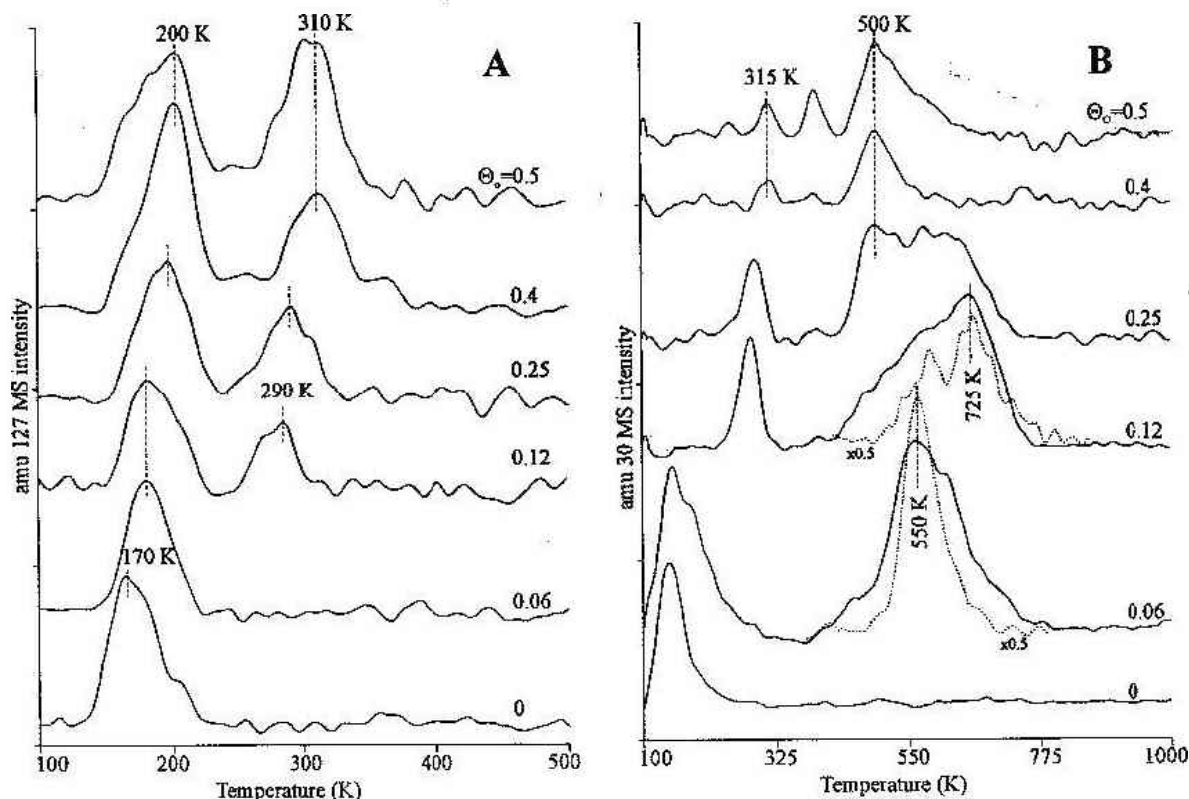 200 K
310 K
A
Θₒ=0.5
0.4
0.25
290 K
0.12
170 K
0.06
0
amu 127 MS intensity
100
200
300
400
500
Temperature (K)
500 K
315 K
B
Θₒ=0.5
0.4
0.25
725 K
0.12
x0.5
550 K
0.06
x0.5
0
amu 30 MS intensity
100
325
550
775
1000
Temperature (K)